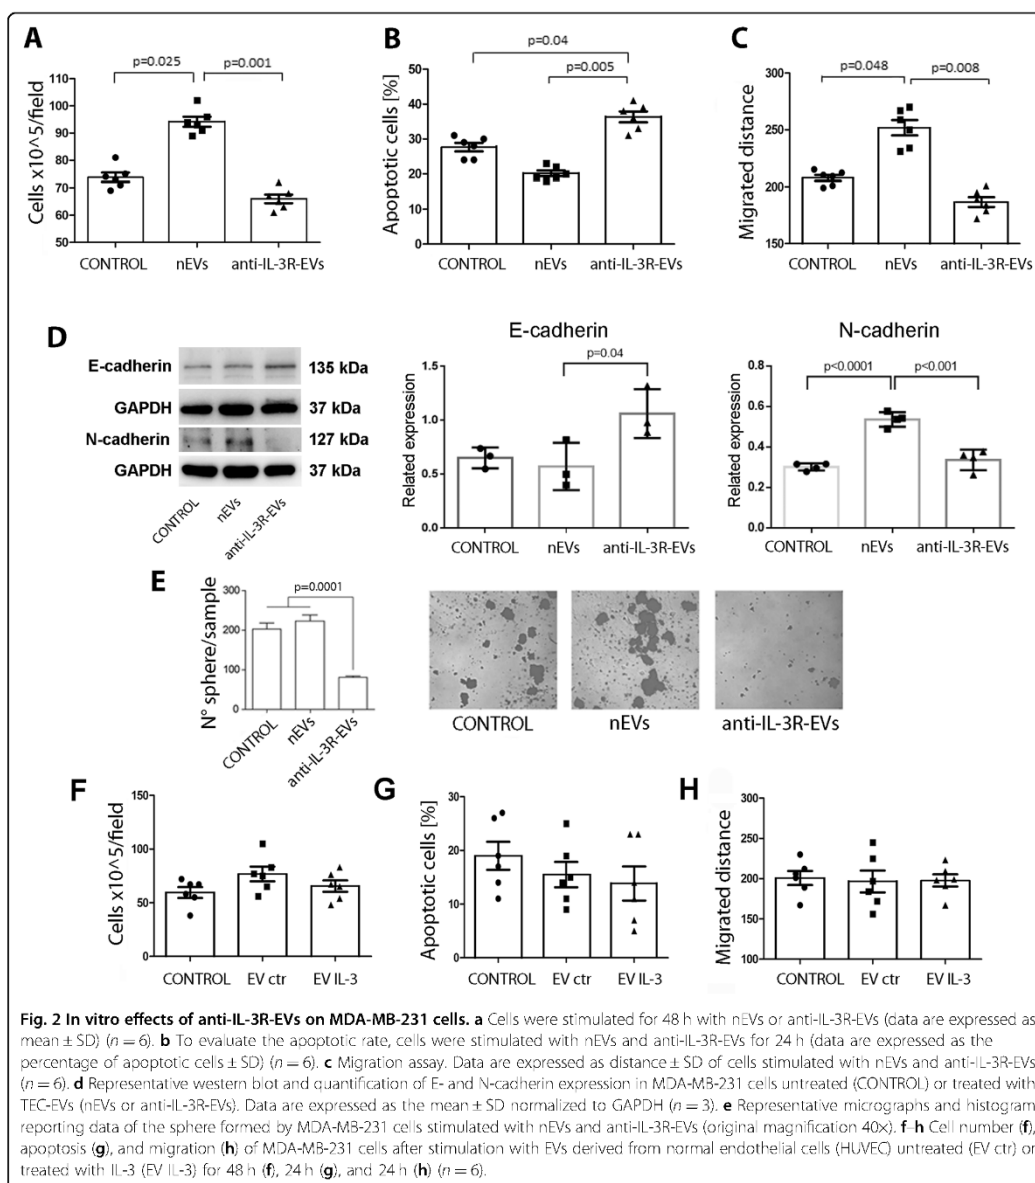 A
B
C
p=0.025
p=0.001
p=0.04
p=0.005
p=0.048
p=0.008
Cells x10^5/field
110
100
90
80
70
60
50
CONTROL
nEVs
anti-IL-3R-EVs
Apoptotic cells [%]
50
40
30
20
10
0
CONTROL
nEVs
anti-IL-3R-EVs
Migrated distance
300
250
200
150
CONTROL
nEVs
anti-IL-3R-EVs
D
E-cadherin
135 kDa
GAPDH
37 kDa
N-cadherin
127 kDa
GAPDH
37 kDa
CONTROL
nEVs
anti-IL-3R-EVs
E-cadherin
p=0.04
Related expression
1.5
1.0
0.5
0.0
CONTROL
nEVs
anti-IL-3R-EVs
N-cadherin
p<0.0001
p<0.001
Related expression
0.8
0.6
0.4
0.2
0.0
CONTROL
nEVs
anti-IL-3R-EVs
E
p=0.0001
N° sphere/sample
300
200
100
0
CONTROL
nEVs
anti-IL-3R-EVs
CONTROL
nEVs
anti-IL-3R-EVs
F
Cells x10^5/field
150
100
50
0
CONTROL
EV ctr
EV IL-3
G
Apoptotic cells [%]
30
20
10
0
CONTROL
EV ctr
EV IL-3
H
Migrated distance
300
250
200
150
100
CONTROL
EV ctr
EV IL-3
Fig. 2 In vitro effects of anti-IL-3R-EVs on MDA-MB-231 cells. a Cells were stimulated for 48 h with nEVs or anti-IL-3R-EVs (data are expressed as
mean ± SD) (n = 6). b To evaluate the apoptotic rate, cells were stimulated with nEVs and anti-IL-3R-EVs for 24 h (data are expressed as the
percentage of apoptotic cells ± SD) (n = 6). c Migration assay. Data are expressed as distance ± SD of cells stimulated with nEVs and anti-IL-3R-EVs
(n = 6). d Representative western blot and quantification of E- and N-cadherin expression in MDA-MB-231 cells untreated (CONTROL) or treated with
TEC-EVs (nEVs or anti-IL-3R-EVs). Data are expressed as the mean ± SD normalized to GAPDH (n = 3). e Representative micrographs and histogram
reporting data of the sphere formed by MDA-MB-231 cells stimulated with nEVs and anti-IL-3R-EVs (original magnification 40×). f–h Cell number (f),
apoptosis (g), and migration (h) of MDA-MB-231 cells after stimulation with EVs derived from normal endothelial cells (HUVEC) untreated (EV ctr) or
treated with IL-3 (EV IL-3) for 48 h (f), 24 h (g), and 24 h (h) (n = 6).